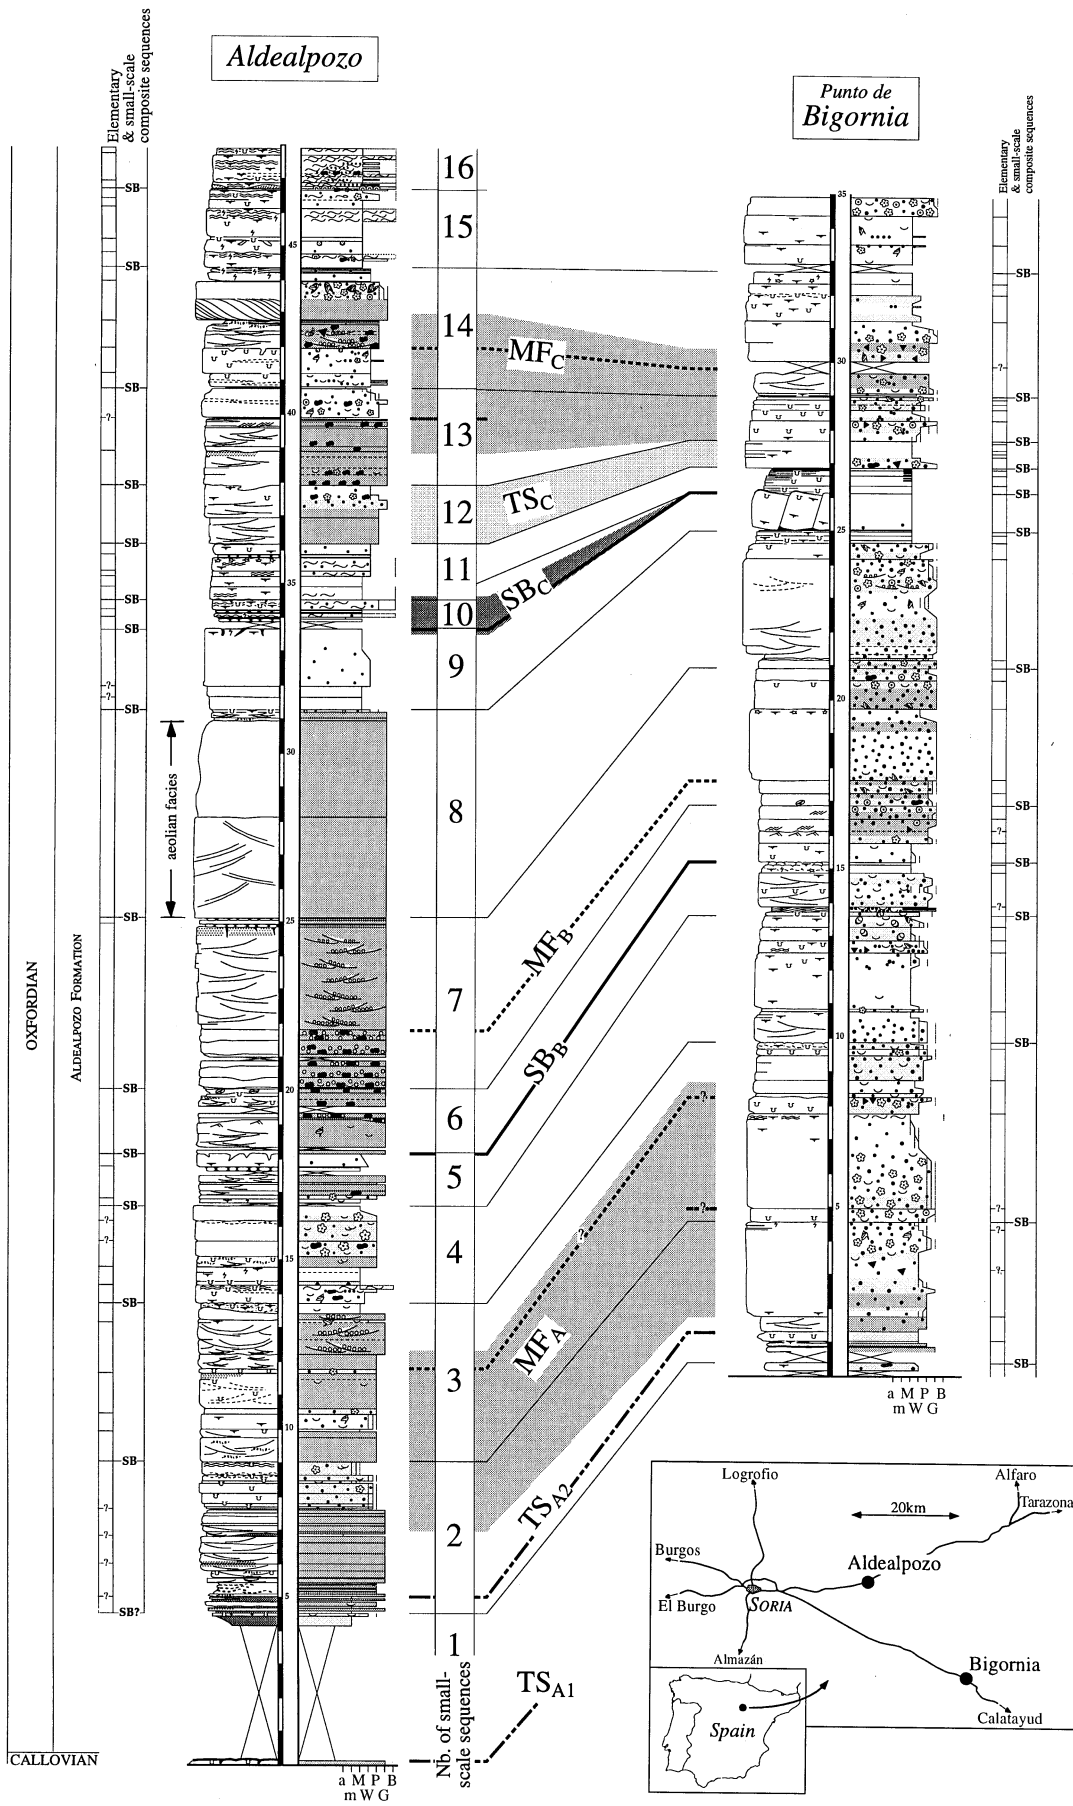 Aldealpozo
Punto de
Bigornia
Elementary
& small-scale
composite sequences
Elementary
& small-scale
composite sequences
OXFORDIAN
ALDEALPOZO FORMATION
CALLOVIAN
aeolian facies
SB
SB
SB
?
SB
SB
SB
SB
?
?
SB
SB
SB
SB
SB
?
?
SB
SB
?
?
?
?
SB?
45
40
35
30
25
20
15
10
5
a M P B
m W G
16
15
14
13
12
11
10
9
8
7
6
5
4
3
2
1
Nb. of small-
scale sequences
MFC
TSC
SBC
MFB
SBB
?
?
?
MFA
TSA2
TSA1
35
30
25
20
15
10
5
SB
?
SB
SB
SB
SB
SB
SB
SB
?
SB
?
SB
SB
?
SB
?
SB
a M P B
m W G
Logrofio
Alfaro
20km
Tarazona
Burgos
Aldealpozo
El Burgo
SORIA
Almazán
Bigornia
Calatayud
Spain